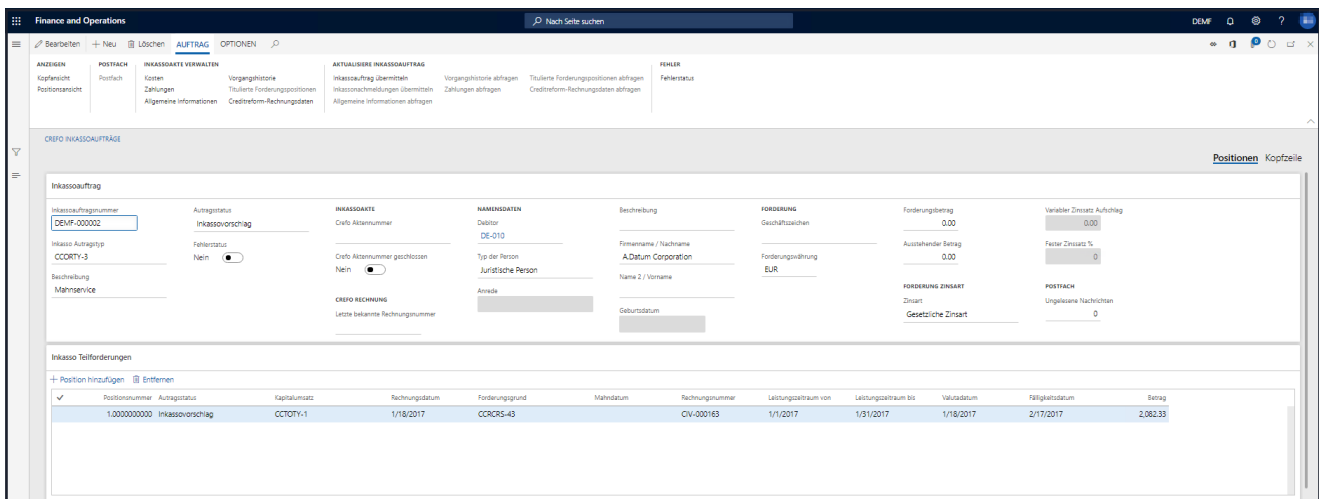 Finance and Operations
Nach Seite suchen
DEMF
?
Bearbeiten + Neu Löschen AUFTRAG OPTIONEN
0
ANZEIGEN POSTFACH INKASSOAKTE VERWALTEN AKTUALISIERE INKASSOAUFTRAG FEHLER
Kopfansicht Postfach Kosten Vorgangshistorie Inkassoauftrag übermitteln Vorgangshistorie abfragen Titulierte Forderungspositionen abfragen Fehlerstatus
Positionsansicht Zahlungen Titulierte Forderungspositionen Inkassonachmeldungen übermitteln Zahlungen abfragen Creditreform-Rechnungsdaten abfragen
Allgemeine Informationen Creditreform-Rechnungsdaten Allgemeine Informationen abfragen
CREFO INKASSOAUFTRÄGE
Positionen Kopfzeile
Inkassoauftrag
Inkassoauftragsnummer Autragsstatus INKASSOAKTE NAMENSDATEN Beschreibung FORDERUNG Forderungsbetrag Variabler Zinssatz Aufschlag
DEMF-000002 Inkassovorschlag Crefo Aktennummer Debitor Geschäftszeichen 0.00 0.00
DE-010
Inkasso Autragstyp Fehlerstatus Firmenname / Nachname Ausstehender Betrag Fester Zinssatz %
CCORTY-3 Nein Crefo Aktennummer geschlossen Typ der Person A.Datum Corporation Forderungswährung 0.00 0
Nein Juristische Person EUR
Beschreibung Name 2 / Vorname
Mahnservice CREFO RECHNUNG Anrede FORDERUNG ZINSART POSTFACH
Letzte bekannte Rechnungsnummer Geburtsdatum Zinsart Ungelesene Nachrichten
Gesetzliche Zinsart 0
Inkasso Teilforderungen
+ Position hinzufügen Entfernen
Positionsnummer Autragsstatus Kapitalumsatz Rechnungsdatum Forderungsgrund Mahndatum Rechnungsnummer Leistungszeitraum von Leistungszeitraum bis Valutadatum Fälligkeitsdatum Betrag
1.0000000000 Inkassovorschlag CCTOTY-1 1/18/2017 CCRCRS-43 CIV-000163 1/1/2017 1/31/2017 1/18/2017 2/17/2017 2,082.33